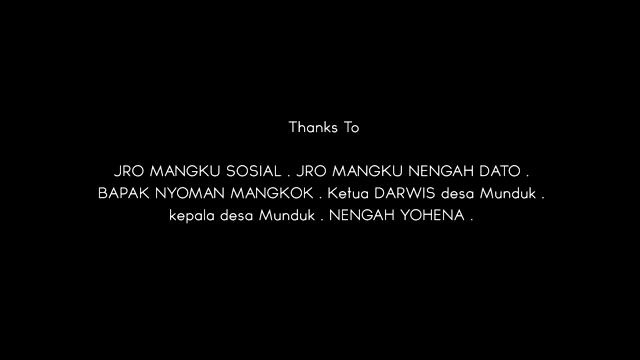 Thanks To
JRO MANGKU SOSIAL . JRO MANGKU NENGAH DATO .
BAPAK NYOMAN MANGKOK . Ketua DARWIS desa Munduk .
kepala desa Munduk . NENGAH YOHENA .